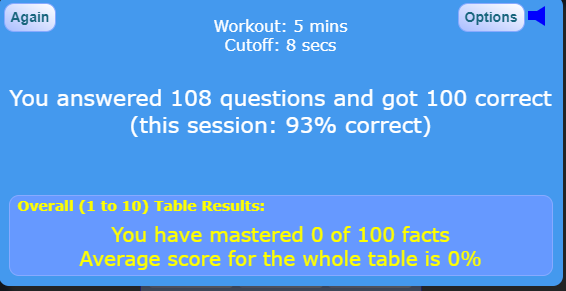 Again
Options
Workout: 5 mins
Cutoff: 8 secs
You answered 108 questions and got 100 correct
(this session: 93% correct)
Overall (1 to 10) Table Results:
You have mastered 0 of 100 facts
Average score for the whole table is 0%